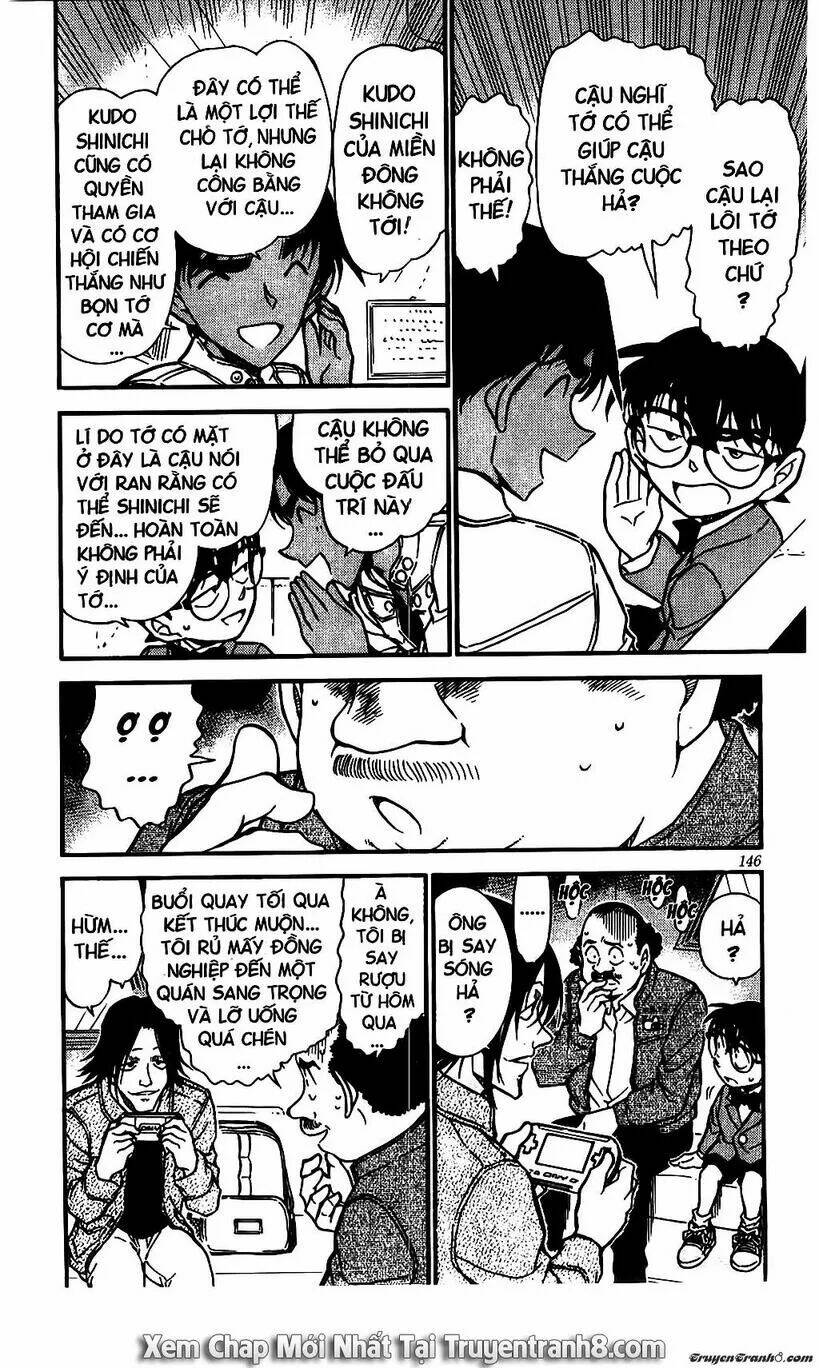 SAO
CẬU LẠI
LÔI TỚ
THEO
CHỨ
?
CẬU NGHĨ
TỚ CÓ THỂ
GIÚP CẬU
THẮNG CUỘC
HẢ?
KHÔNG
PHẢI
THẾ!
KUDO
SHINICHI
CỦA MIỀN
ĐÔNG
KHÔNG
TỚI!
ĐÂY CÓ THỂ
LÀ MỘT LỢI THẾ
CHO TỚ, NHƯNG
LẠI KHÔNG
CÔNG BẰNG
VỚI CẬU...
KUDO
SHINICHI
CŨNG CÓ
QUYỀN
THAM GIA
VÀ CÓ CƠ
HỘI CHIẾN
THẮNG NHƯ
BỌN TỚ
CƠ MÀ
...
CẬU KHÔNG
THỂ BỎ QUA
CUỘC ĐẤU
TRÍ NÀY
...
LÍ DO TỚ CÓ MẶT
Ở ĐÂY LÀ CẬU NÓI
VỚI RAN RẰNG CÓ
THỂ SHINICHI SẼ
ĐẾN... HOÀN TOÀN
KHÔNG PHẢI
Ý ĐỊNH CỦA
TỚ...
Ợ Ợ
...
146
HẢ
?
HỘC
HỘC
HỘC
......
ÔNG
BỊ SAY
SÓNG
HẢ
?
À
KHÔNG,
TÔI BỊ
SAY
RƯỢU
TỪ HÔM
QUA
...
BUỔI QUAY TỐI QUA
KẾT THÚC MUỘN...
TÔI RỦ MẤY ĐỒNG
NGHIỆP ĐẾN MỘT
QUÁN SANG TRỌNG
VÀ LỠ UỐNG
QUÁ CHÉN
...
HỪM...
THẾ...
Xem Chap Mới Nhất Tại Truyentranh8.com
TruyenTranh8.com